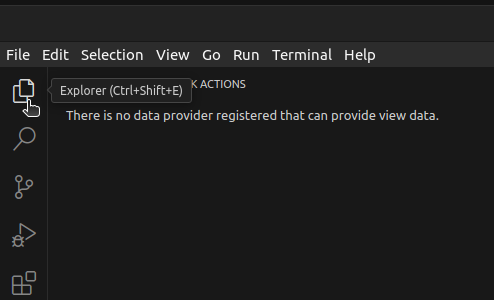 File Edit Selection View Go Run Terminal Help
Explorer (Ctrl+Shift+E)
K ACTIONS
There is no data provider registered that can provide view data.